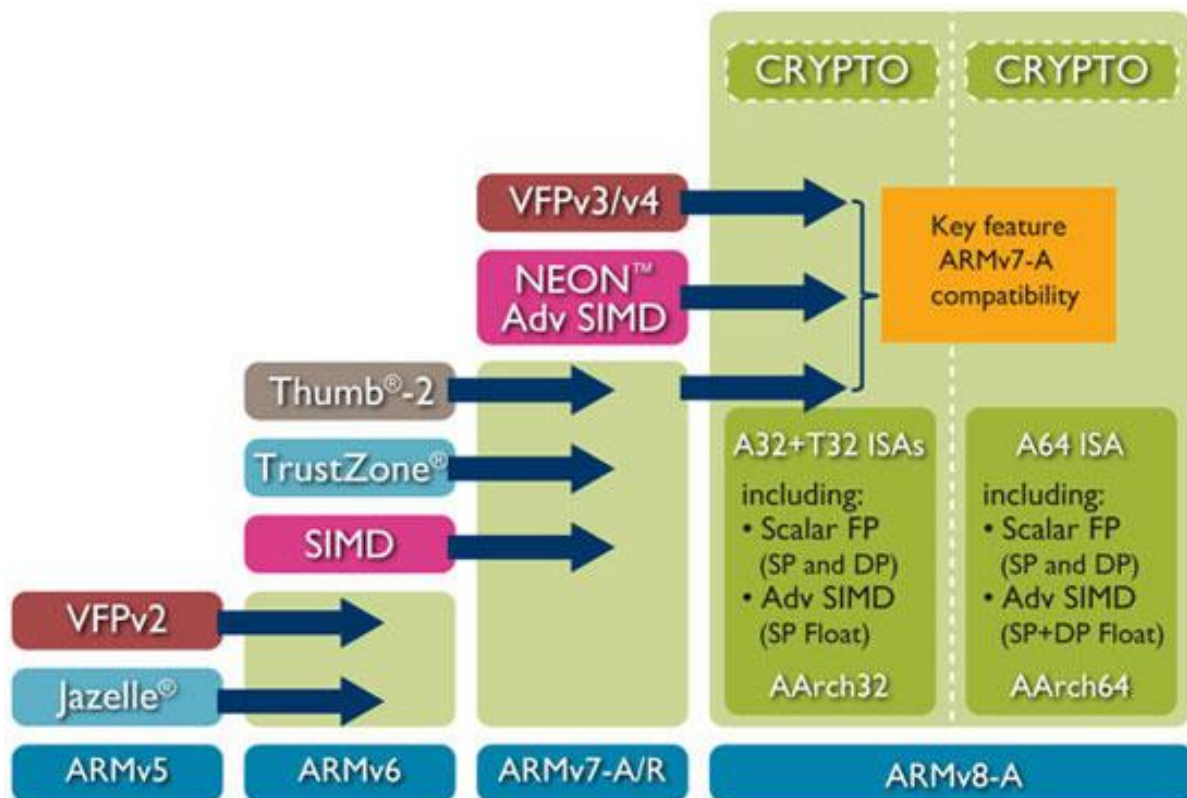 CRYPTO
CRYPTO
VFPv3/v4
Key feature
ARMv7-A
compatibility
NEON™
Adv SIMD
Thumb®-2
TrustZone®
SIMD
A32+T32 ISAs
including:
• Scalar FP
(SP and DP)
• Adv SIMD
(SP Float)
AArch32
A64 ISA
including:
• Scalar FP
(SP and DP)
• Adv SIMD
(SP+DP Float)
AArch64
VFPv2
Jazelle®
ARMv5
ARMv6
ARMv7-A/R
ARMv8-A